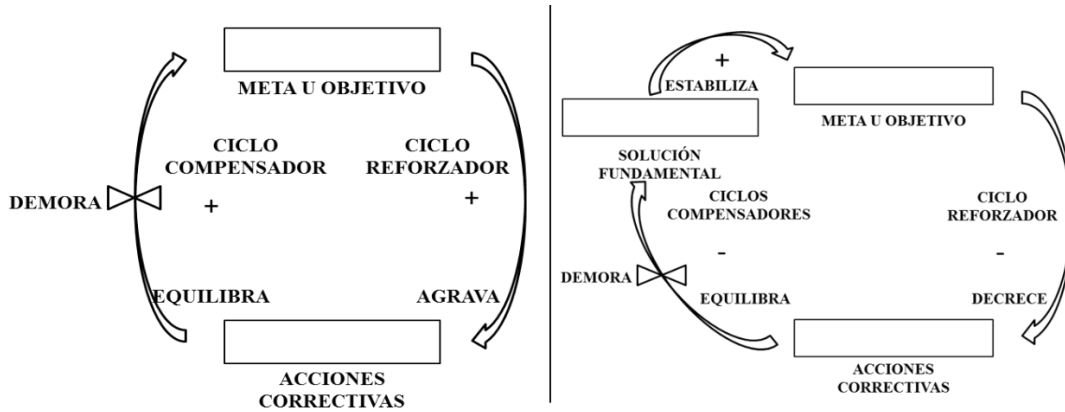 META U OBJETIVO
CICLO
COMPENSADOR
CICLO
REFORZADOR
DEMORA
+
+
EQUILIBRA
AGRAVA
ACCIONES
CORRECTIVAS
+
ESTABILIZA
META U OBJETIVO
SOLUCIÓN
FUNDAMENTAL
CICLOS
COMPENSADORES
CICLO
REFORZADOR
-
-
DEMORA
EQUILIBRA
DECRECE
ACCIONES
CORRECTIVAS